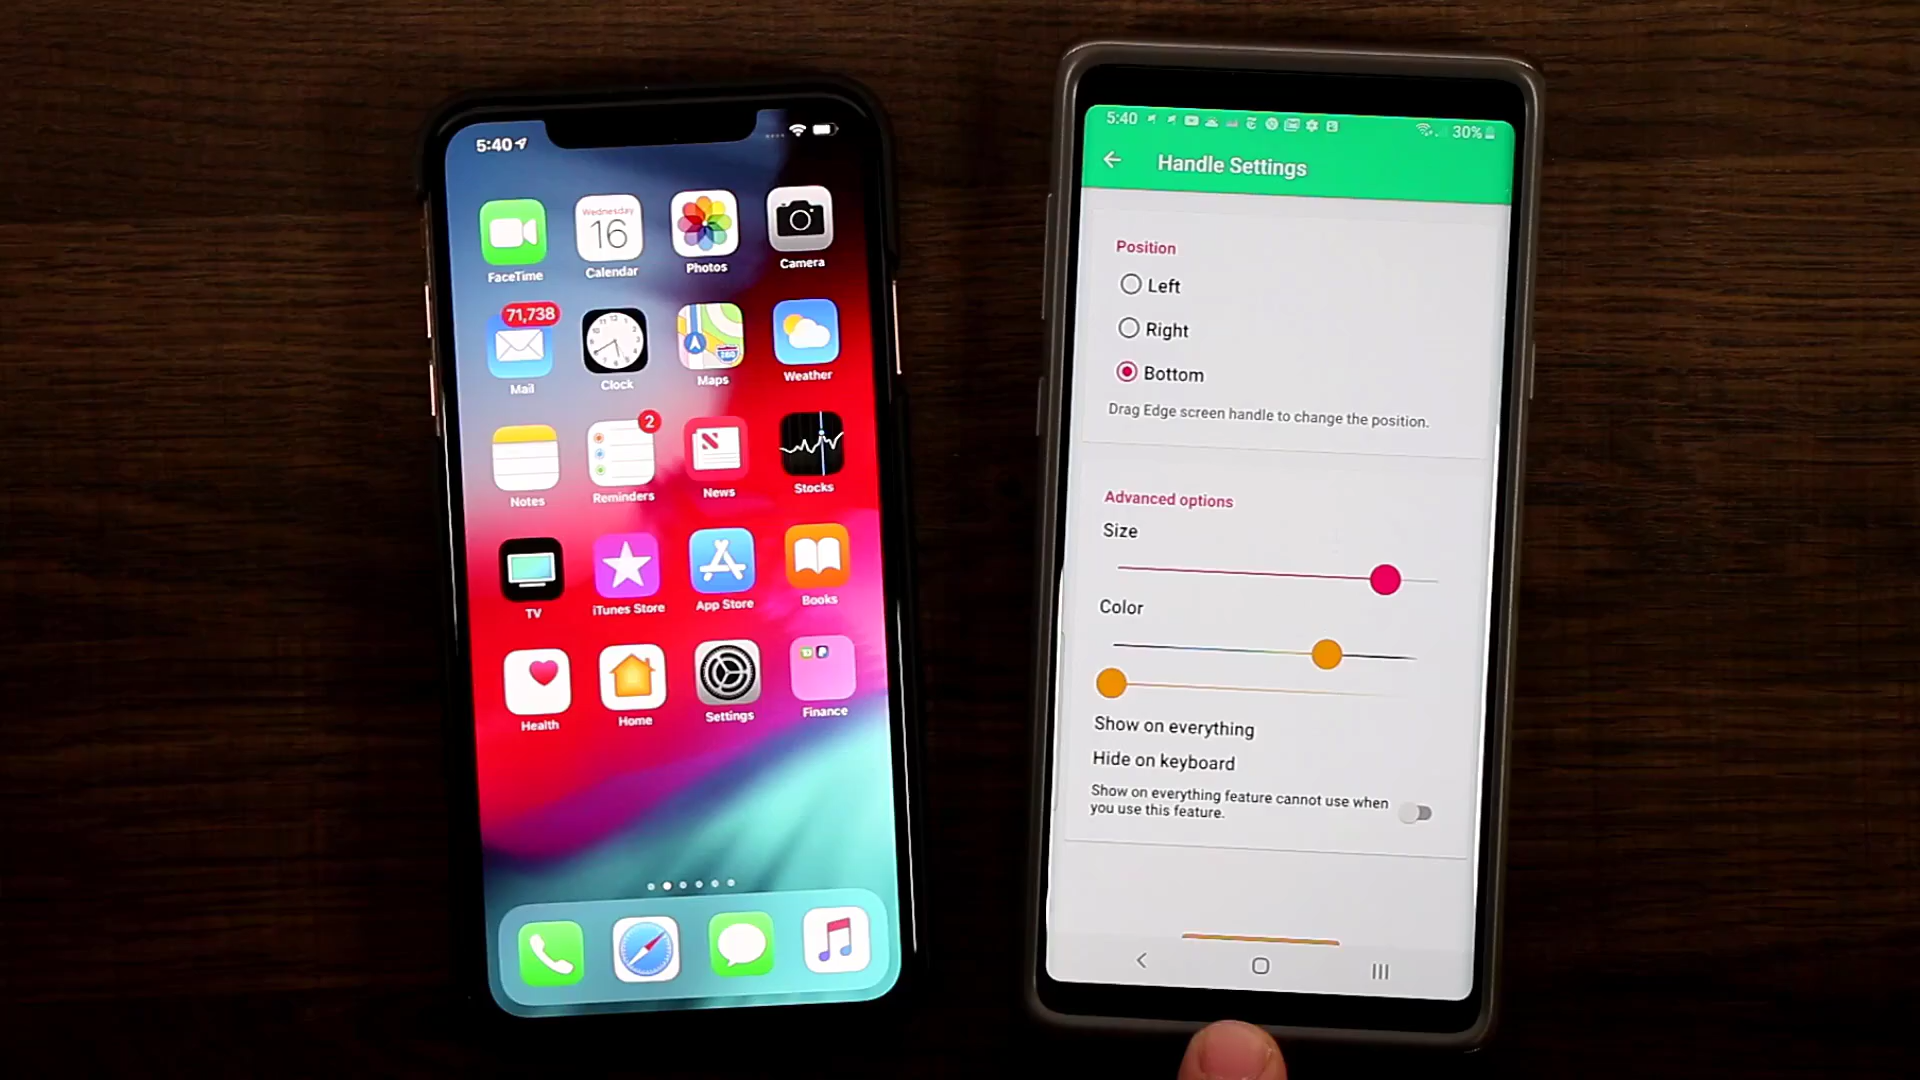 5:40
FaceTime
Wednesday
16
Calendar
Photos
Camera
71,738
Mail
Clock
280
Maps
Weather
Notes
2
Reminders
News
Stocks
TV
iTunes Store
App Store
Books
Health
Home
Settings
Finance
5:40
30%
Handle Settings
Position
Left
Right
Bottom
Drag Edge screen handle to change the position.
Advanced options
Size
Color
Show on everything
Hide on keyboard
Show on everything feature cannot use when
you use this feature.